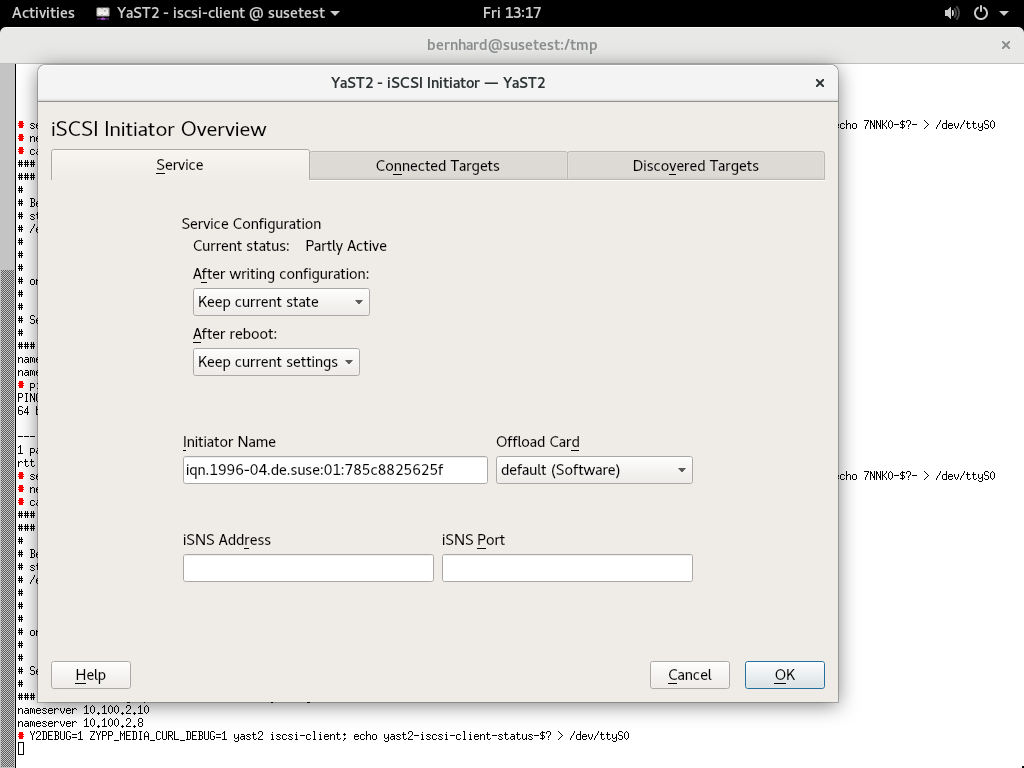 Activities YaST2 - iscsi-client @ susetest Fri 13:17
bernhard@susetest:/tmp
YaST2 - iSCSI Initiator — YaST2
iSCSI Initiator Overview
Service Connected Targets Discovered Targets
Service Configuration
Current status: Partly Active
After writing configuration:
Keep current state
After reboot:
Keep current settings
Initiator Name Offload Card
iqn.1996-04.de.suse:01:785c8825625f default (Software)
iSNS Address iSNS Port
Help Cancel OK
echo 7NNKO-$?- > /dev/ttyS0
echo 7NNKO-$?- > /dev/ttyS0
nameserver 10.100.2.10
nameserver 10.100.2.8
# Y2DEBUG=1 ZYPP_MEDIA_CURL_DEBUG=1 yast2 iscsi-client; echo yast2-iscsi-client-status-$? > /dev/ttyS0